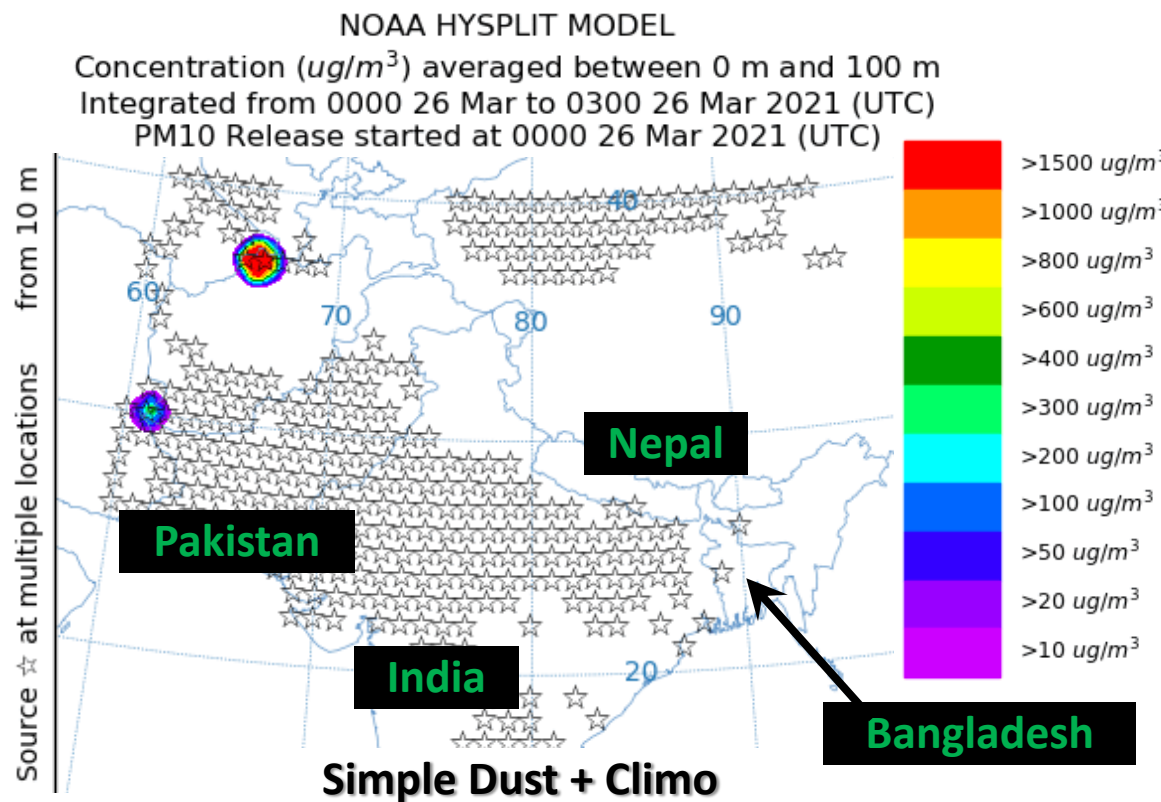 NOAA HYSPLIT MODEL
Concentration (ug/m³) averaged between 0 m and 100 m
Integrated from 0000 26 Mar to 0300 26 Mar 2021 (UTC)
PM10 Release started at 0000 26 Mar 2021 (UTC)
Source ☆ at multiple locations from 10 m
40
60
70
80
90
20
Nepal
Pakistan
India
Bangladesh
>1500 ug/m³
>1000 ug/m³
>800 ug/m³
>600 ug/m³
>400 ug/m³
>300 ug/m³
>200 ug/m³
>100 ug/m³
>50 ug/m³
>20 ug/m³
>10 ug/m³
Simple Dust + Climo